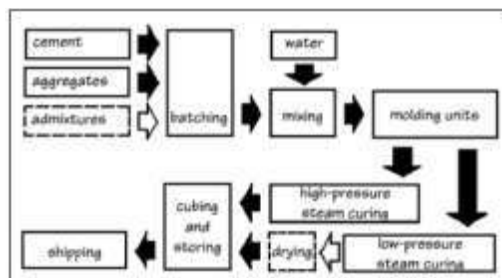 cement
water
aggregates
admixtures
batching
mixing
molding units
high-pressure
steam curing
cubing
and
storing
shipping
drying
low-pressure
steam curing